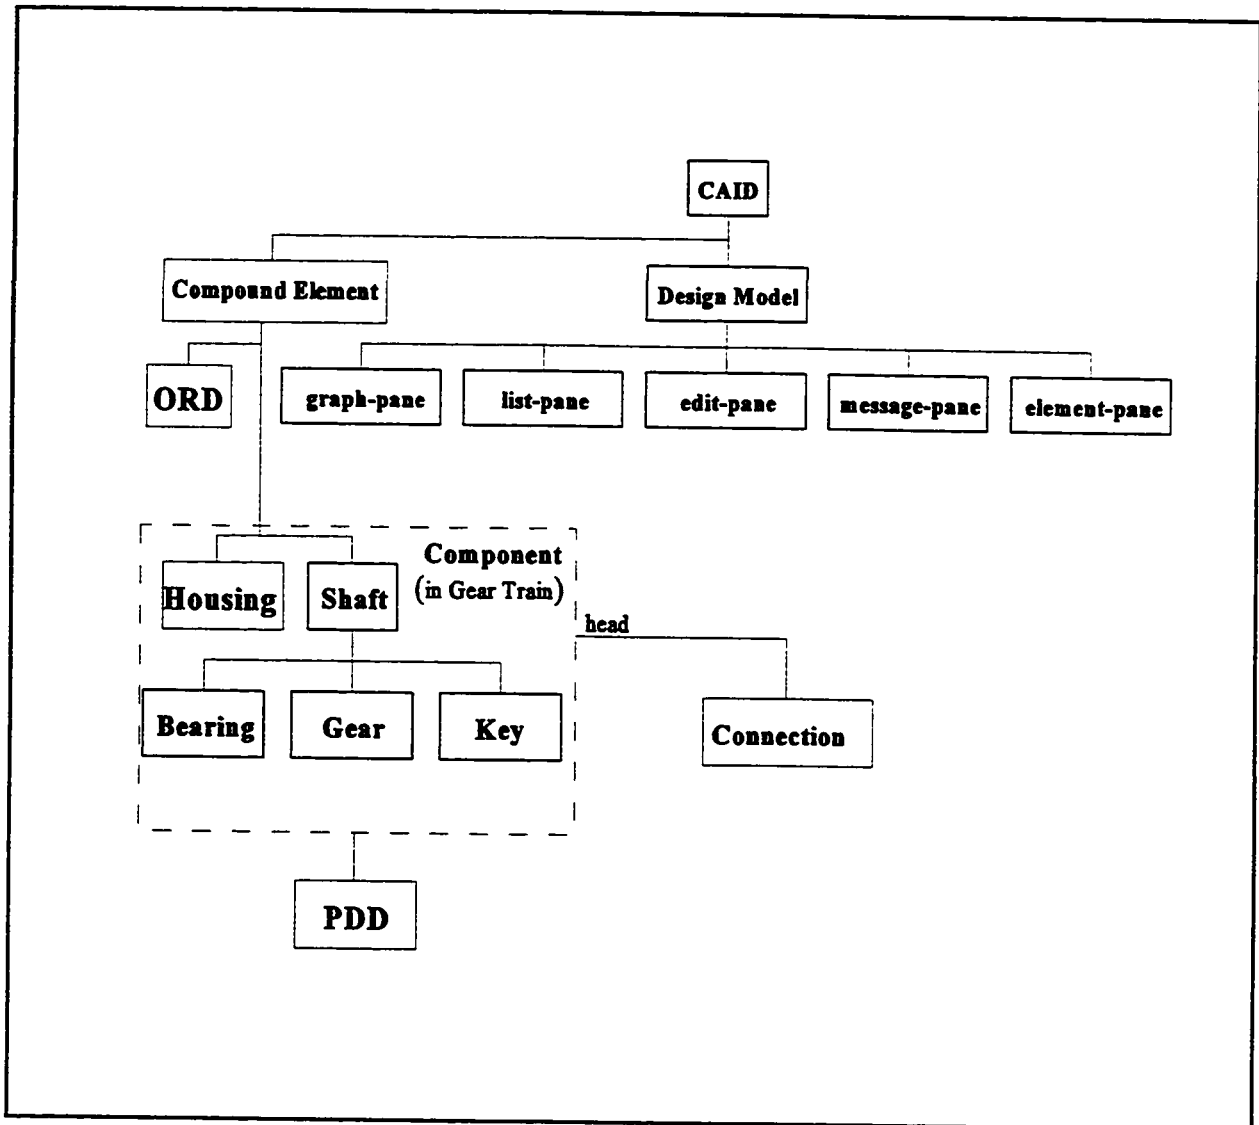 CAID
Compound Element
Design Model
ORD
graph-pane
list-pane
edit-pane
message-pane
element-pane
Component
(in Gear Train)
Housing
Shaft
head
Bearing
Gear
Key
Connection
PDD